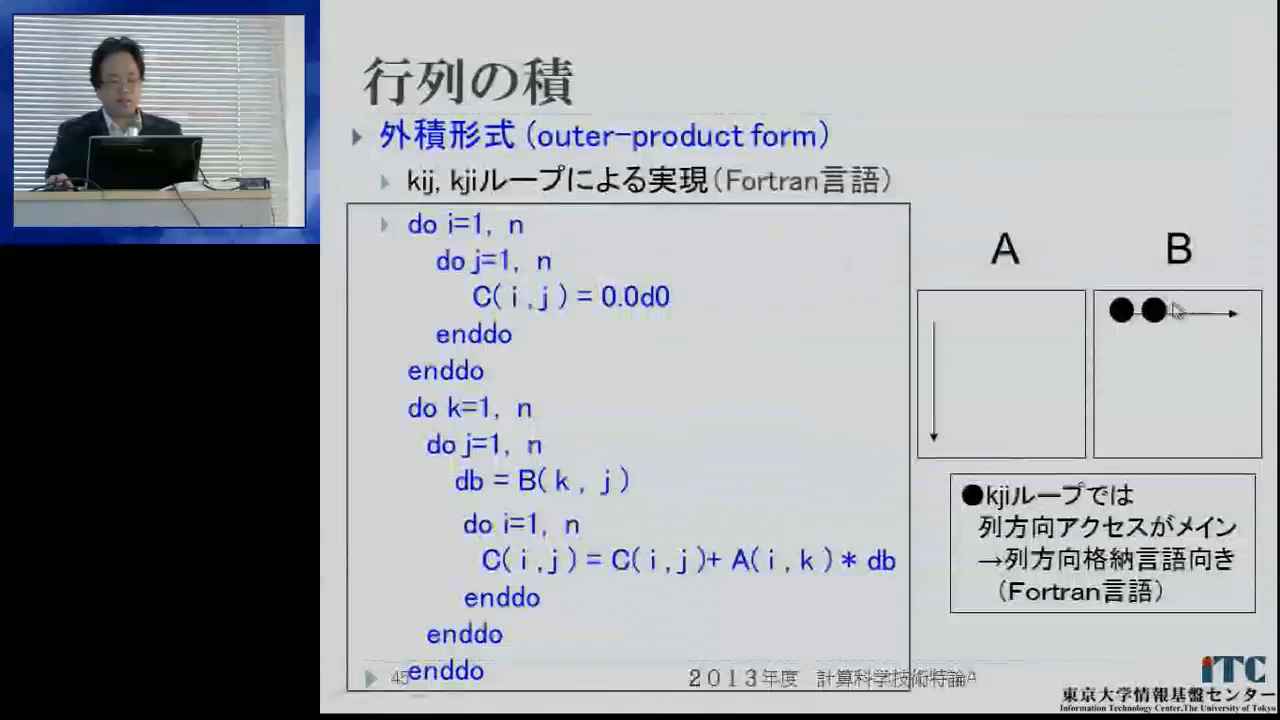 行列の積
外積形式 (outer-product form)
kij, kjiループによる実現(Fortran言語)
do i=1, n
do j=1, n
C( i , j ) = 0.0d0
enddo
enddo
do k=1, n
do j=1, n
db = B( k , j )
do i=1, n
C( i , j ) = C( i , j )+ A( i , k ) * db
enddo
enddo
enddo
A B
●kjiループでは
列方向アクセスがメイン
→列方向格納言語向き
(Fortran言語)
45
2013年度 計算科学技術特論A
iTC
東京大学情報基盤センター
Information Technology Center, The University of Tokyo